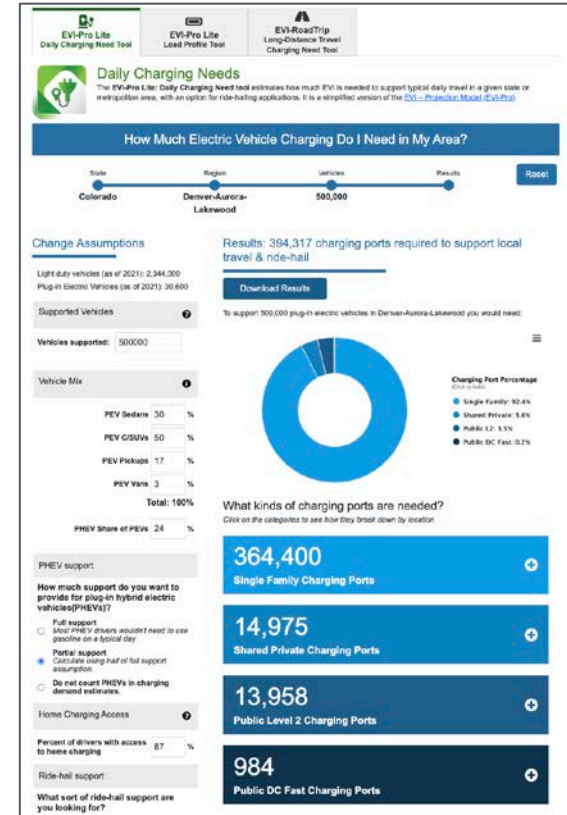 EVI-Pro Lite
Daily Charging Need Tool
EVI-Pro Lite
Load Profile Tool
EVI-RoadTrip
Long-Distance Travel
Charging Need Tool
Daily Charging Needs
The EVI-Pro Lite: Daily Charging Need tool estimates how much EVI is needed to support typical daily travel in a given state or
metropolitan area, with an option for ride-hailing applications. It is a simplified version of the EVI – Projection Model (EVI-Pro).
How Much Electric Vehicle Charging Do I Need in My Area?
State
Region
Vehicles
Results
Reset
Colorado
Denver-Aurora-
Lakewood
500,000
Change Assumptions
Light duty vehicles (as of 2021): 2,344,000
Plug-in Electric Vehicles (as of 2021): 30,600
Supported Vehicles
Vehicles supported: 500000
Vehicle Mix
PEV Sedans 30 %
PEV C/SUVs 50 %
PEV Pickups 17 %
PEV Vans 3 %
Total: 100%
PHEV Share of PEVs 24 %
PHEV support
How much support do you want to
provide for plug-in hybrid electric
vehicles(PHEVs)?
Full support
Most PHEV drivers wouldn't need to use
gasoline on a typical day
Partial support
Calculate using half of full support
assumption.
Do not count PHEVs in charging
demand estimates.
Home Charging Access
Percent of drivers with access
to home charging 87 %
Ride-hail support
What sort of ride-hail support are
you looking for?
Results: 394,317 charging ports required to support local
travel & ride-hail
Download Results
To support 500,000 plug-in electric vehicles in Denver-Aurora-Lakewood you would need:
Charging Port Percentage
(Click to hide)
Single Family: 92.4%
Shared Private: 3.8%
Public L2: 3.5%
Public DC Fast: 0.2%
What kinds of charging ports are needed?
Click on the categories to see how they break down by location
364,400
Single Family Charging Ports
14,975
Shared Private Charging Ports
13,958
Public Level 2 Charging Ports
984
Public DC Fast Charging Ports